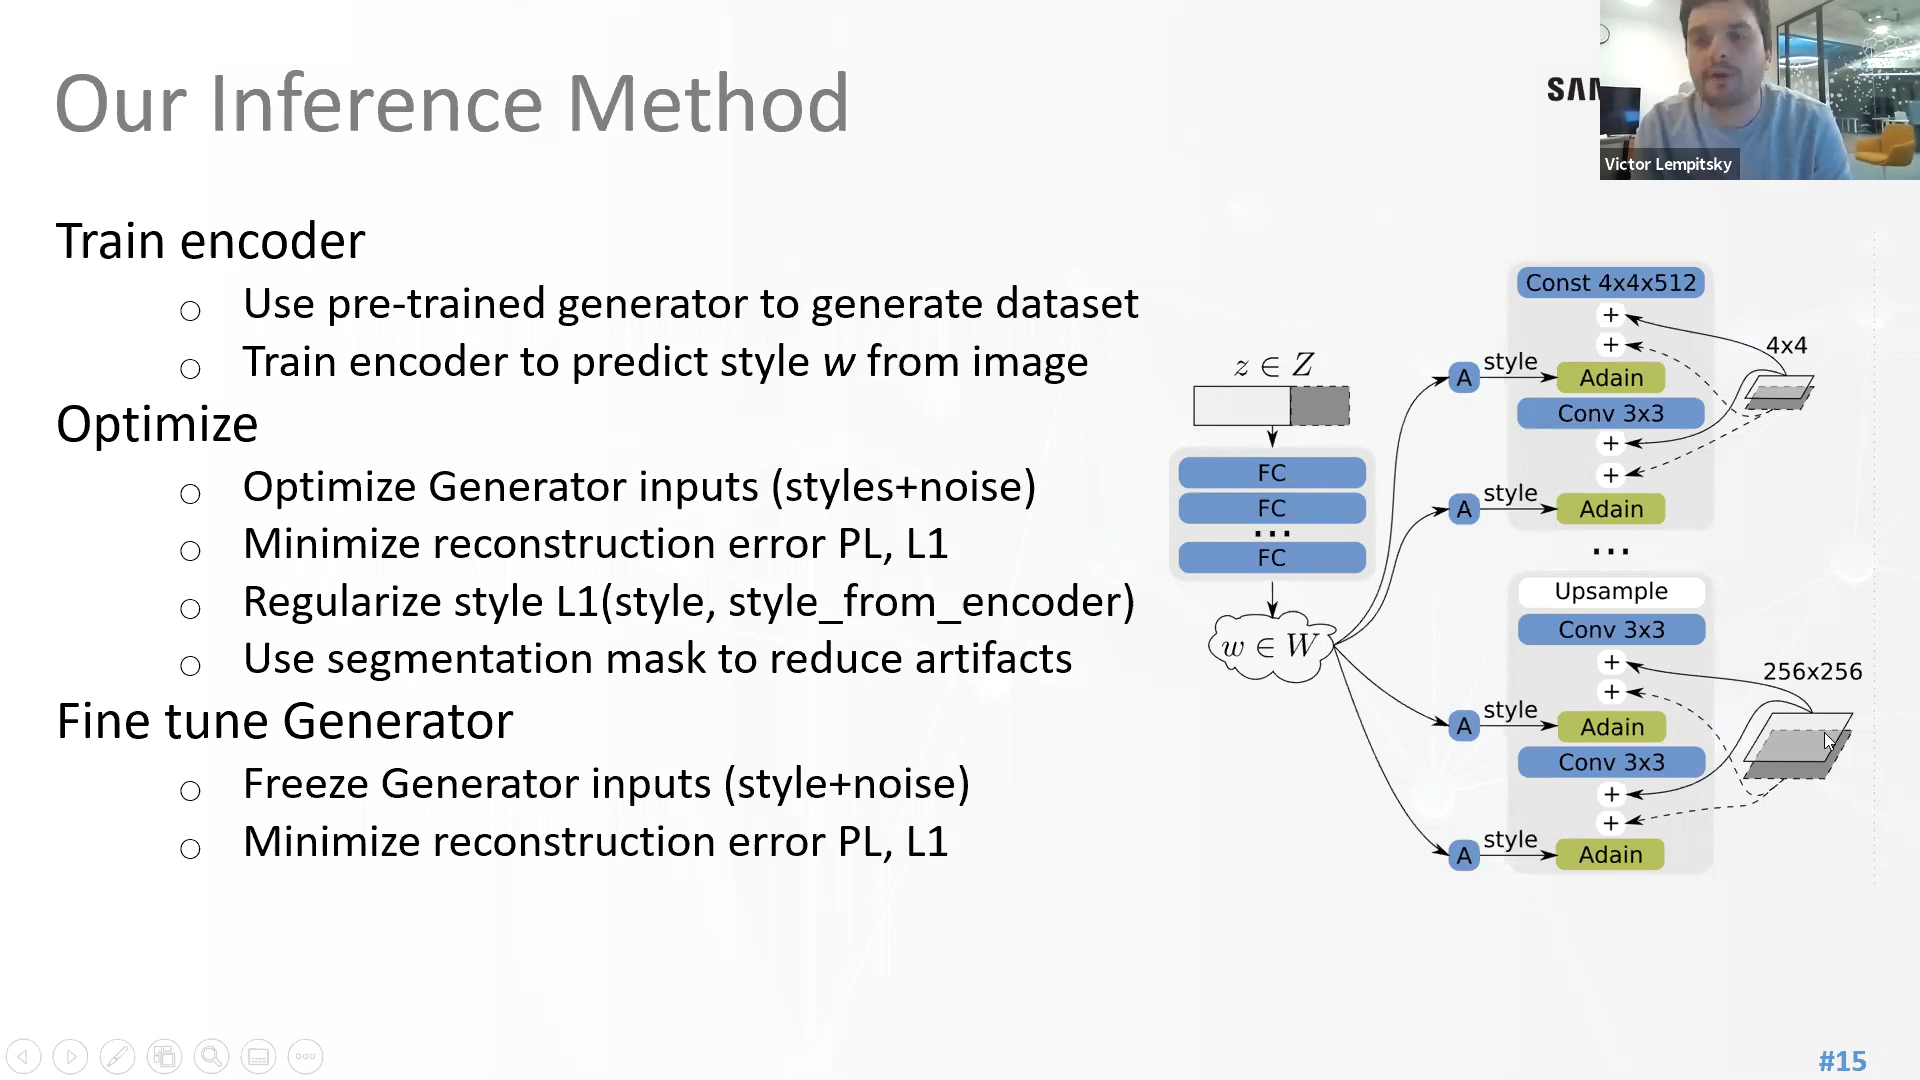 Our Inference Method
SAM
Victor Lempitsky
Train encoder
Use pre-trained generator to generate dataset
Train encoder to predict style w from image
Optimize
Optimize Generator inputs (styles+noise)
Minimize reconstruction error PL, L1
Regularize style L1(style, style_from_encoder)
Use segmentation mask to reduce artifacts
Fine tune Generator
Freeze Generator inputs (style+noise)
Minimize reconstruction error PL, L1
z ∈ Z
FC
FC
...
FC
w ∈ W
Const 4x4x512
+
+
4x4
A style Adain
Conv 3x3
+
+
A style Adain
...
Upsample
Conv 3x3
+
+
256x256
A style Adain
Conv 3x3
+
+
A style Adain
#15